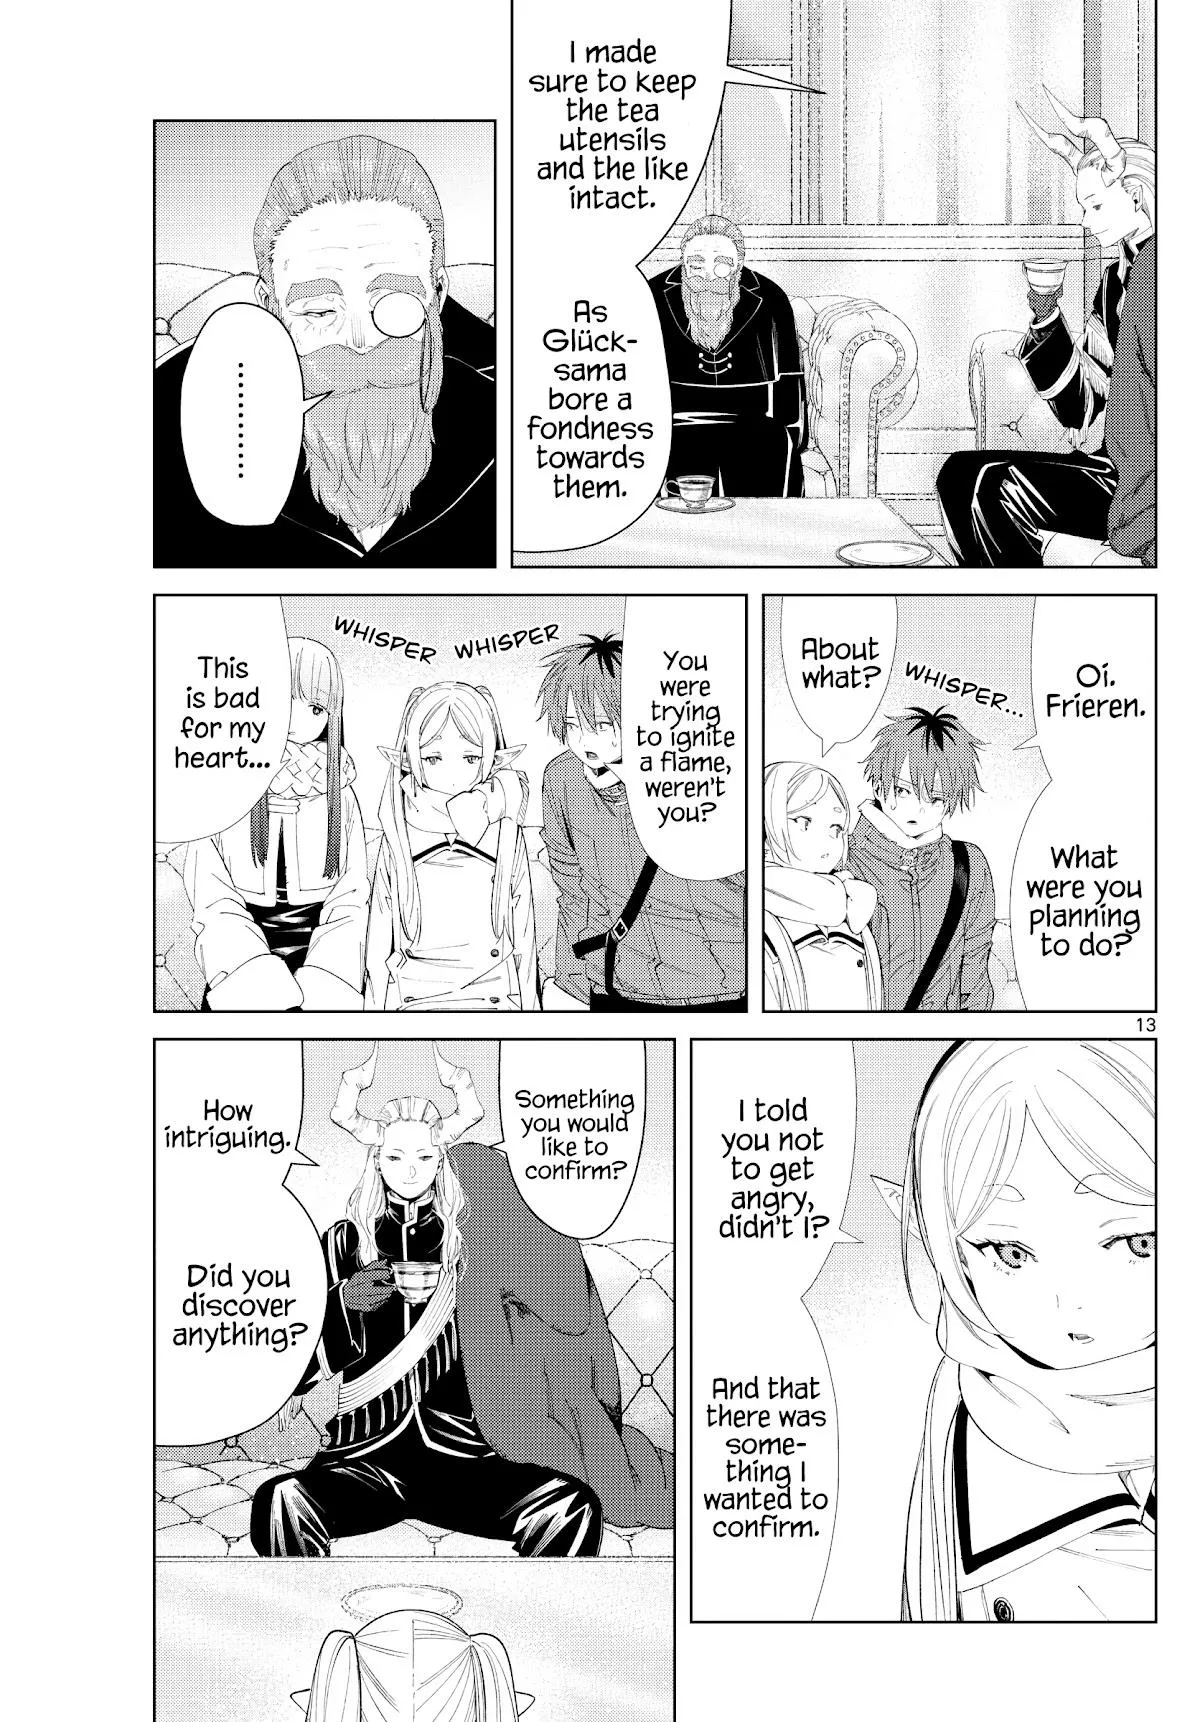 I made
sure to keep
the tea
utensils
and the like
intact.
As
Glück-
sama
bore a
fondness
towards
them.
..........
Oi.
Frieren.
What
were you
planning
to do?
WHISPER...
About
what?
You
were
trying
to ignite
a flame,
weren't
you?
WHISPER WHISPER
This
is bad
for my
heart...
13
I told
you not
to get
angry,
didn't I?
And that
there was
some-
thing I
wanted to
confirm.
Something
you would
like to
confirm?
How
intriguing.
Did you
discover
anything?